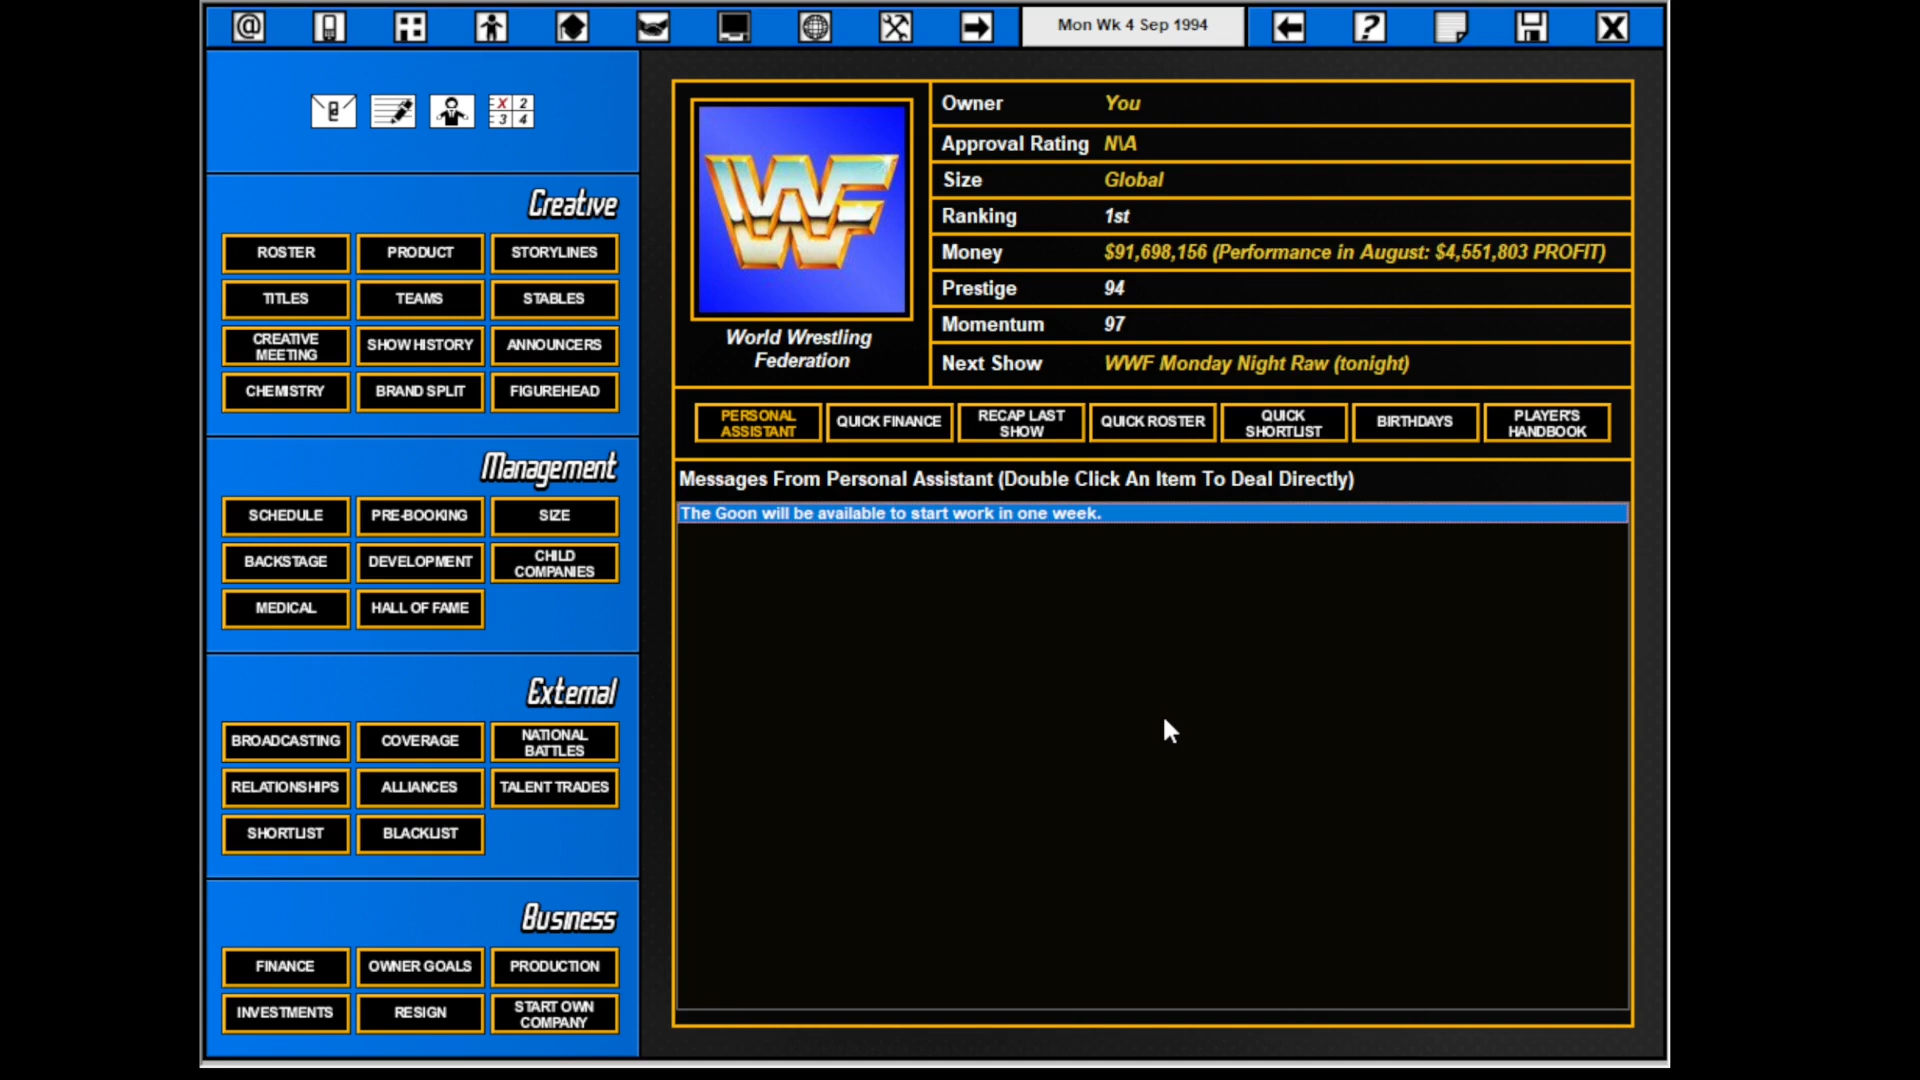 Mon Wk 4 Sep 1994
X 2
3 4
Creative
ROSTER
PRODUCT
STORYLINES
TITLES
TEAMS
STABLES
CREATIVE
MEETING
SHOW HISTORY
ANNOUNCERS
CHEMISTRY
BRAND SPLIT
FIGUREHEAD
Management
SCHEDULE
PRE-BOOKING
SIZE
BACKSTAGE
DEVELOPMENT
CHILD
COMPANIES
MEDICAL
HALL OF FAME
External
BROADCASTING
COVERAGE
NATIONAL
BATTLES
RELATIONSHIPS
ALLIANCES
TALENT TRADES
SHORTLIST
BLACKLIST
Business
FINANCE
OWNER GOALS
PRODUCTION
INVESTMENTS
RESIGN
START OWN
COMPANY
WWF
World Wrestling
Federation
Owner You
Approval Rating N\A
Size Global
Ranking 1st
Money $91,698,156 (Performance in August: $4,551,803 PROFIT)
Prestige 94
Momentum 97
Next Show WWF Monday Night Raw (tonight)
PERSONAL
ASSISTANT
QUICK FINANCE
RECAP LAST
SHOW
QUICK ROSTER
QUICK
SHORTLIST
BIRTHDAYS
PLAYER'S
HANDBOOK
Messages From Personal Assistant (Double Click An Item To Deal Directly)
The Goon will be available to start work in one week.